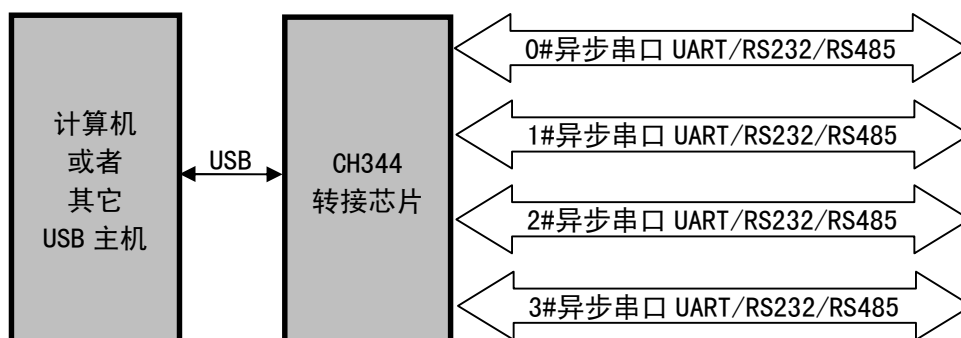 计算机
或者
其它
USB 主机
USB
CH344
转接芯片
0#异步串口 UART/RS232/RS485
1#异步串口 UART/RS232/RS485
2#异步串口 UART/RS232/RS485
3#异步串口 UART/RS232/RS485